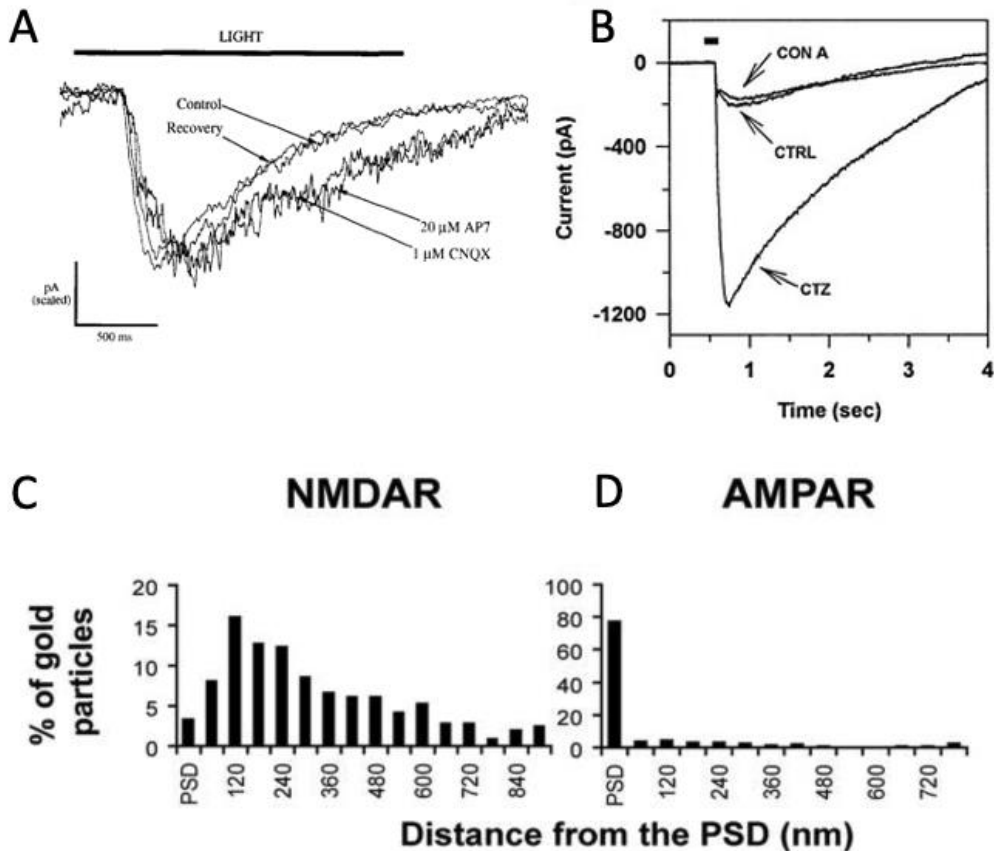 A
LIGHT
Control
Recovery
20 µM AP7
1 µM CNQX
pA
(scaled)
500 ms
B
CON A
CTRL
CTZ
Current (pA)
0
-400
-800
-1200
0 1 2 3 4
Time (sec)
C NMDAR
D AMPAR
% of gold
particles
20
15
10
5
0
PSD 120 240 360 480 600 720 840
100
80
60
40
20
0
PSD 120 240 360 480 600 720
Distance from the PSD (nm)